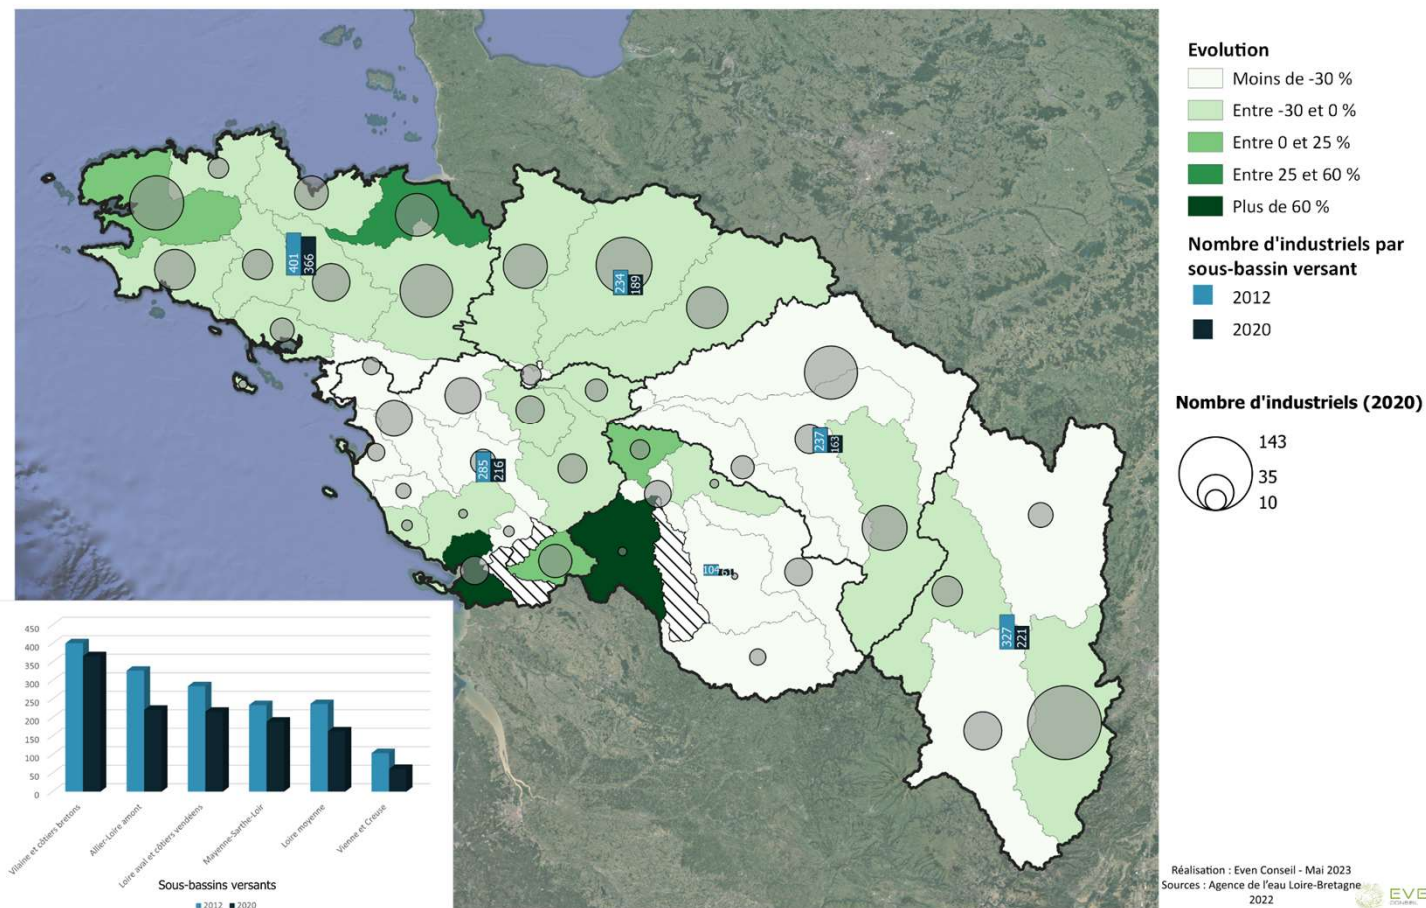 Evolution
Moins de -30 %
Entre -30 et 0 %
Entre 0 et 25 %
Entre 25 et 60 %
Plus de 60 %
Nombre d'industriels par
sous-bassin versant
2012
2020
Nombre d'industriels (2020)
143
35
10
401
366
234
189
285
216
237
163
104
61
327
221
450
400
350
300
250
200
150
100
50
0
Vilaine et côtiers bretons
Allier-Loire amont
Loire aval et côtiers vendéens
Mayenne-Sarthe-Loir
Loire moyenne
Vienne et Creuse
Sous-bassins versants
2012 2020
Réalisation : Even Conseil - Mai 2023
Sources : Agence de l'eau Loire-Bretagne
2022
EVE
CONSEIL